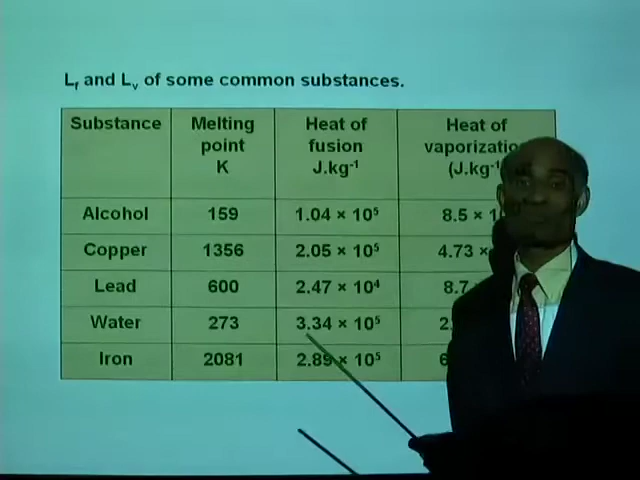 Lf and Lv of some common substances.
Substance Melting point K Heat of fusion J.kg-1 Heat of vaporization (J.kg-1
Alcohol 159 1.04 × 10⁵ 8.5 ×
Copper 1356 2.05 × 10⁵ 4.73 ×
Lead 600 2.47 × 10⁴ 8.7
Water 273 3.34 × 10⁵ 2
Iron 2081 2.89 × 10⁵ 6